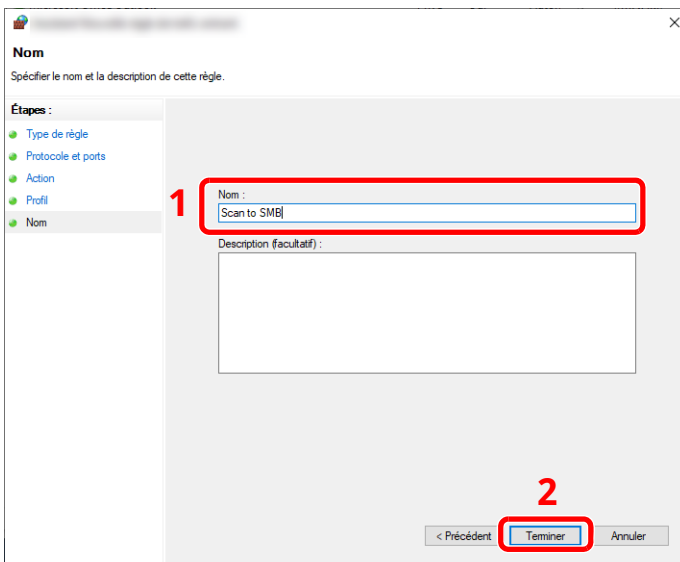 Nom
Spécifier le nom et la description de cette règle.
Étapes :
Type de règle
Protocole et ports
Action
Profil
Nom
1
Nom :
Scan to SMB
Description (facultatif) :
2
< Précédent
Terminer
Annuler